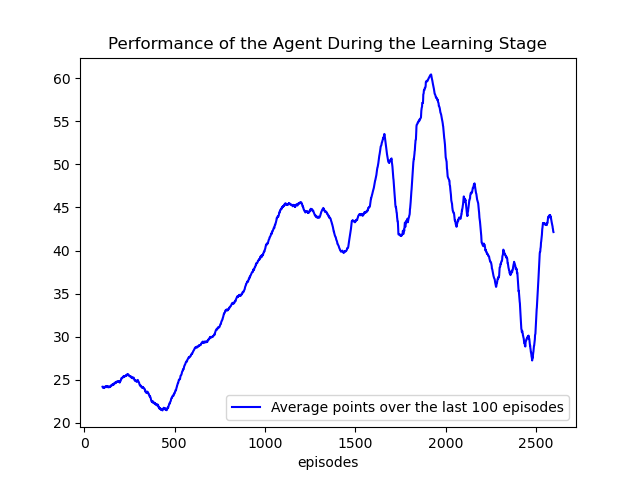 Performance of the Agent During the Learning Stage
60
55
50
45
40
35
30
25
20
Average points over the last 100 episodes
0 500 1000 1500 2000 2500
episodes